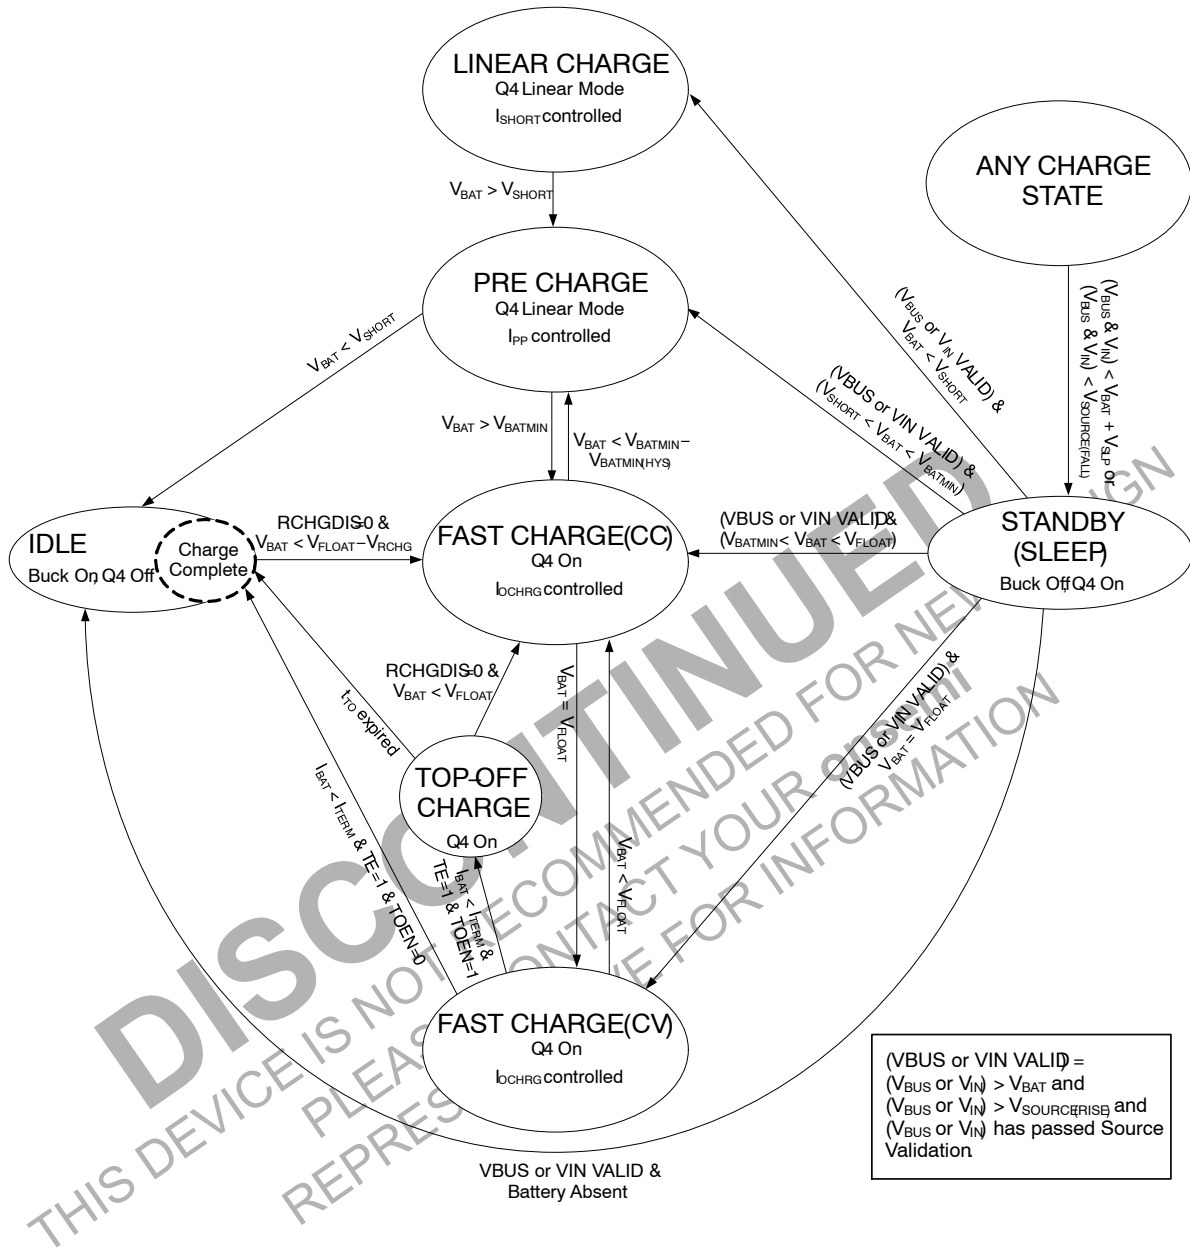 LINEAR CHARGE
Q4 Linear Mode
ISHORT controlled
VBAT > VSHORT
ANY CHARGE
STATE
PRE CHARGE
Q4 Linear Mode
IPP controlled
VBAT < VSHORT
(VBUS or VIN VALID) &
VBAT < VSHORT
(VBUS & VIN) < VBAT + VSLP or
(VBUS & VIN) < VSOURCE(FALL)
(VBUS or VIN VALID) &
(VSHORT < VBAT < VBATMIN)
VBAT > VBATMIN
VBAT < VBATMIN–
VBATMIN(HYS)
IDLE
Buck On, Q4 Off
Charge
Complete
RCHGDIS=0 &
VBAT < VFLOAT–VRCHG
FAST CHARGE(CC)
Q4 On
IOCHRG controlled
(VBUS or VIN VALID) &
(VBATMIN < VBAT < VFLOAT)
STANDBY
(SLEEP)
Buck Off, Q4 On
RCHGDIS=0 &
VBAT < VFLOAT
tTO expired
VBAT = VFLOAT
VBAT < VFLOAT
(VBUS or VIN VALID) &
VBAT = VFLOAT
TOP–OFF
CHARGE
Q4 On
IBAT < ITERM & TE=1 & TOEN=0
IBAT < ITERM &
TE=1 & TOEN=1
FAST CHARGE(CV)
Q4 On
IOCHRG controlled
VBUS or VIN VALID &
Battery Absent
(VBUS or VIN VALID) =
(VBUS or VIN) > VBAT and
(VBUS or VIN) > VSOURCE(RISE) and
(VBUS or VIN) has passed Source
Validation.
DISCONTINUED
THIS DEVICE IS NOT RECOMMENDED FOR NEW DESIGN
PLEASE CONTACT YOUR onsemi
REPRESENTATIVE FOR INFORMATION